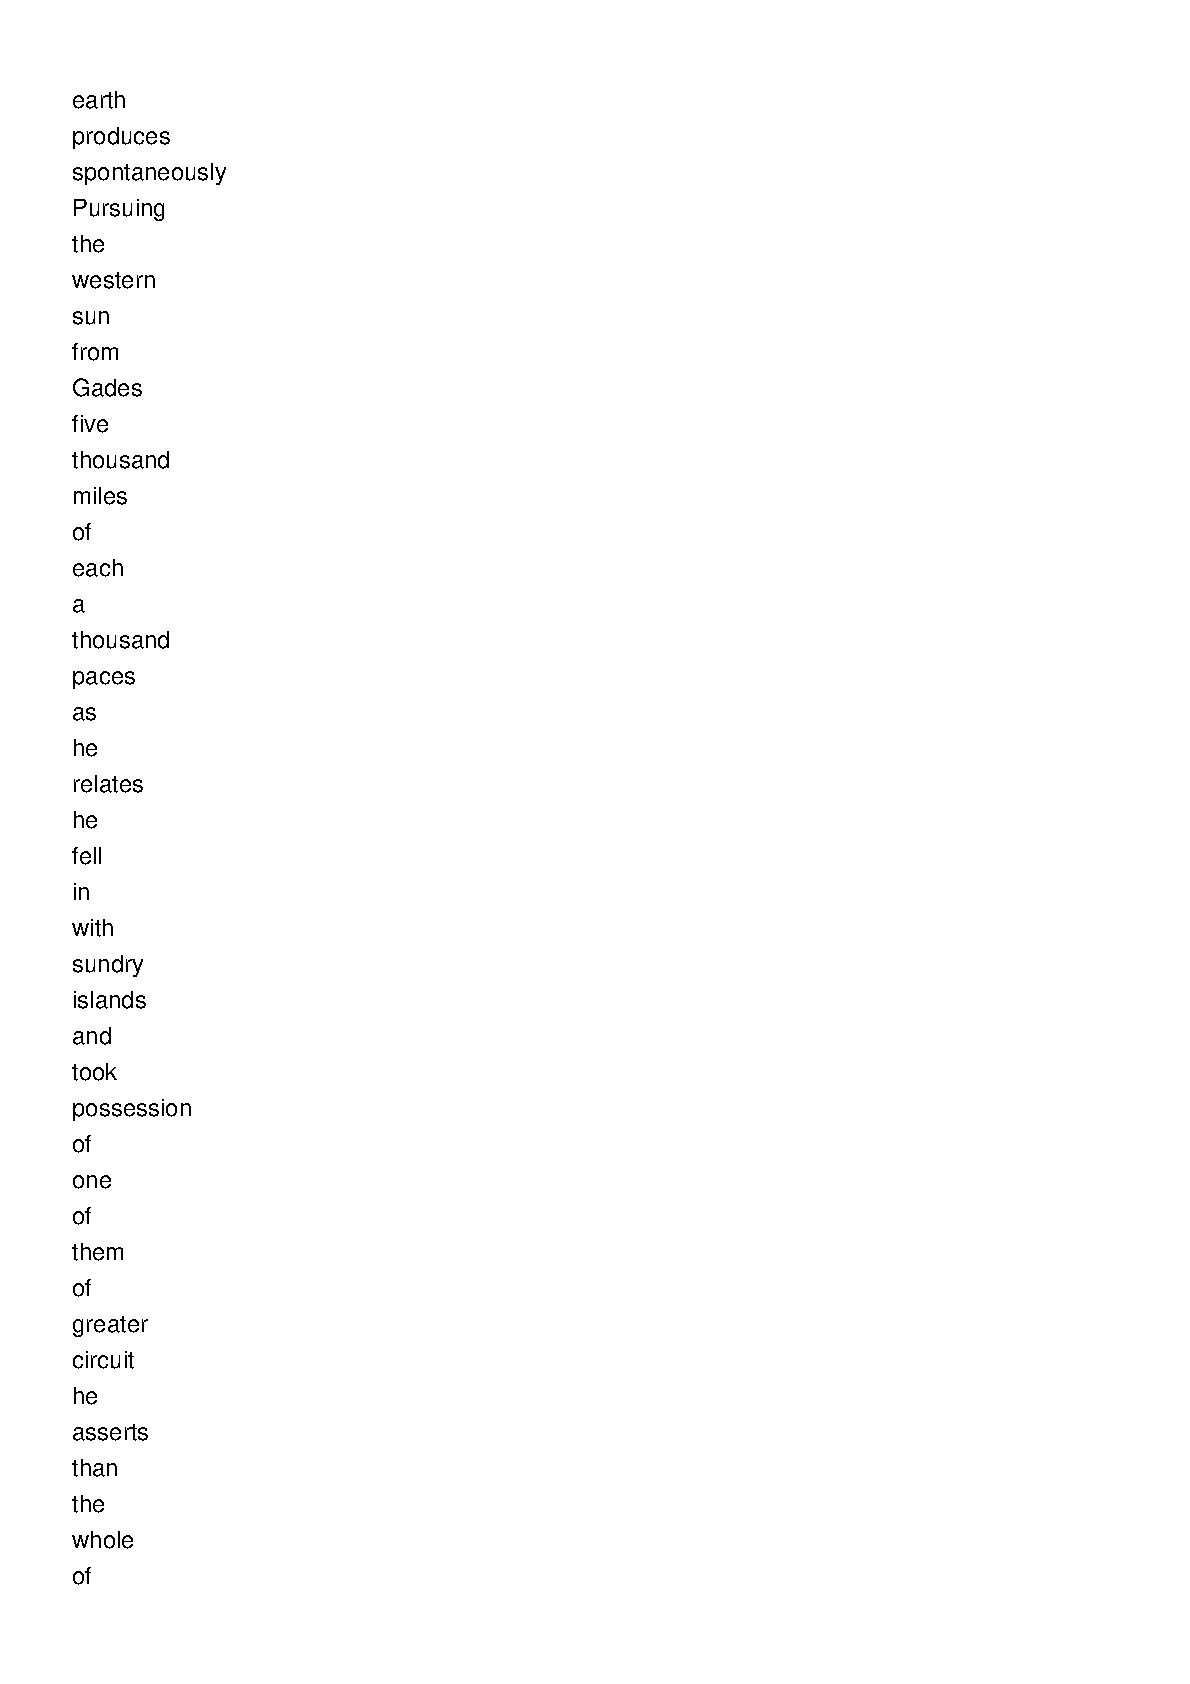 earth
produces
spontaneously
Pursuing
the
western
sun
from
Gades
five
thousand
miles
of
each
a
thousand
paces
as
he
relates
he
fell
in
with
sundry
islands
and
took
possession
of
one
of
them
of
greater
circuit
he
asserts
than
the
whole
of